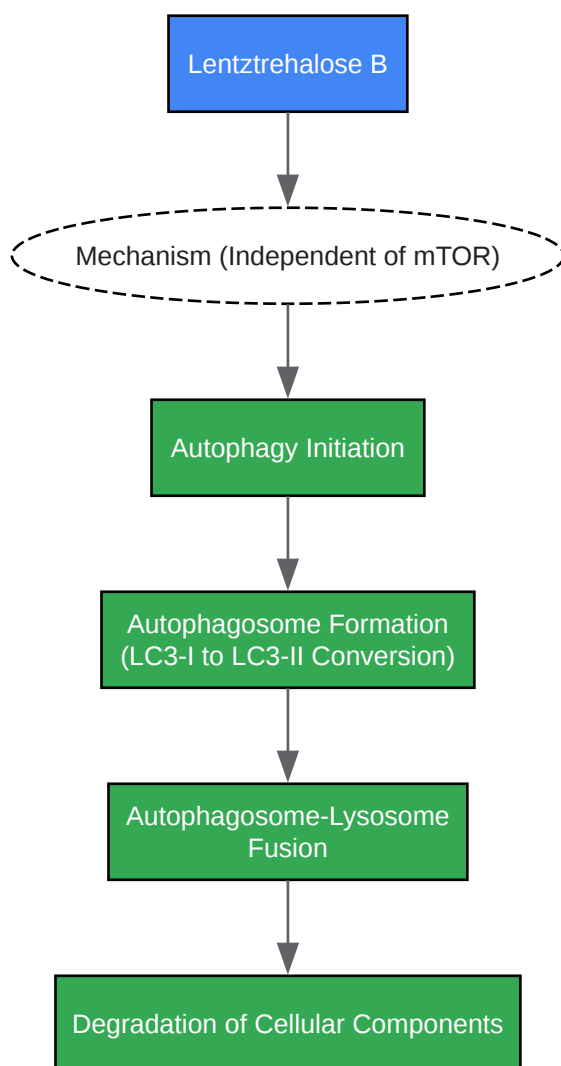 Lentztrehalose B
Mechanism (Independent of mTOR)
Autophagy Initiation
Autophagosome Formation
(LC3-I to LC3-II Conversion)
Autophagosome-Lysosome
Fusion
Degradation of Cellular Components